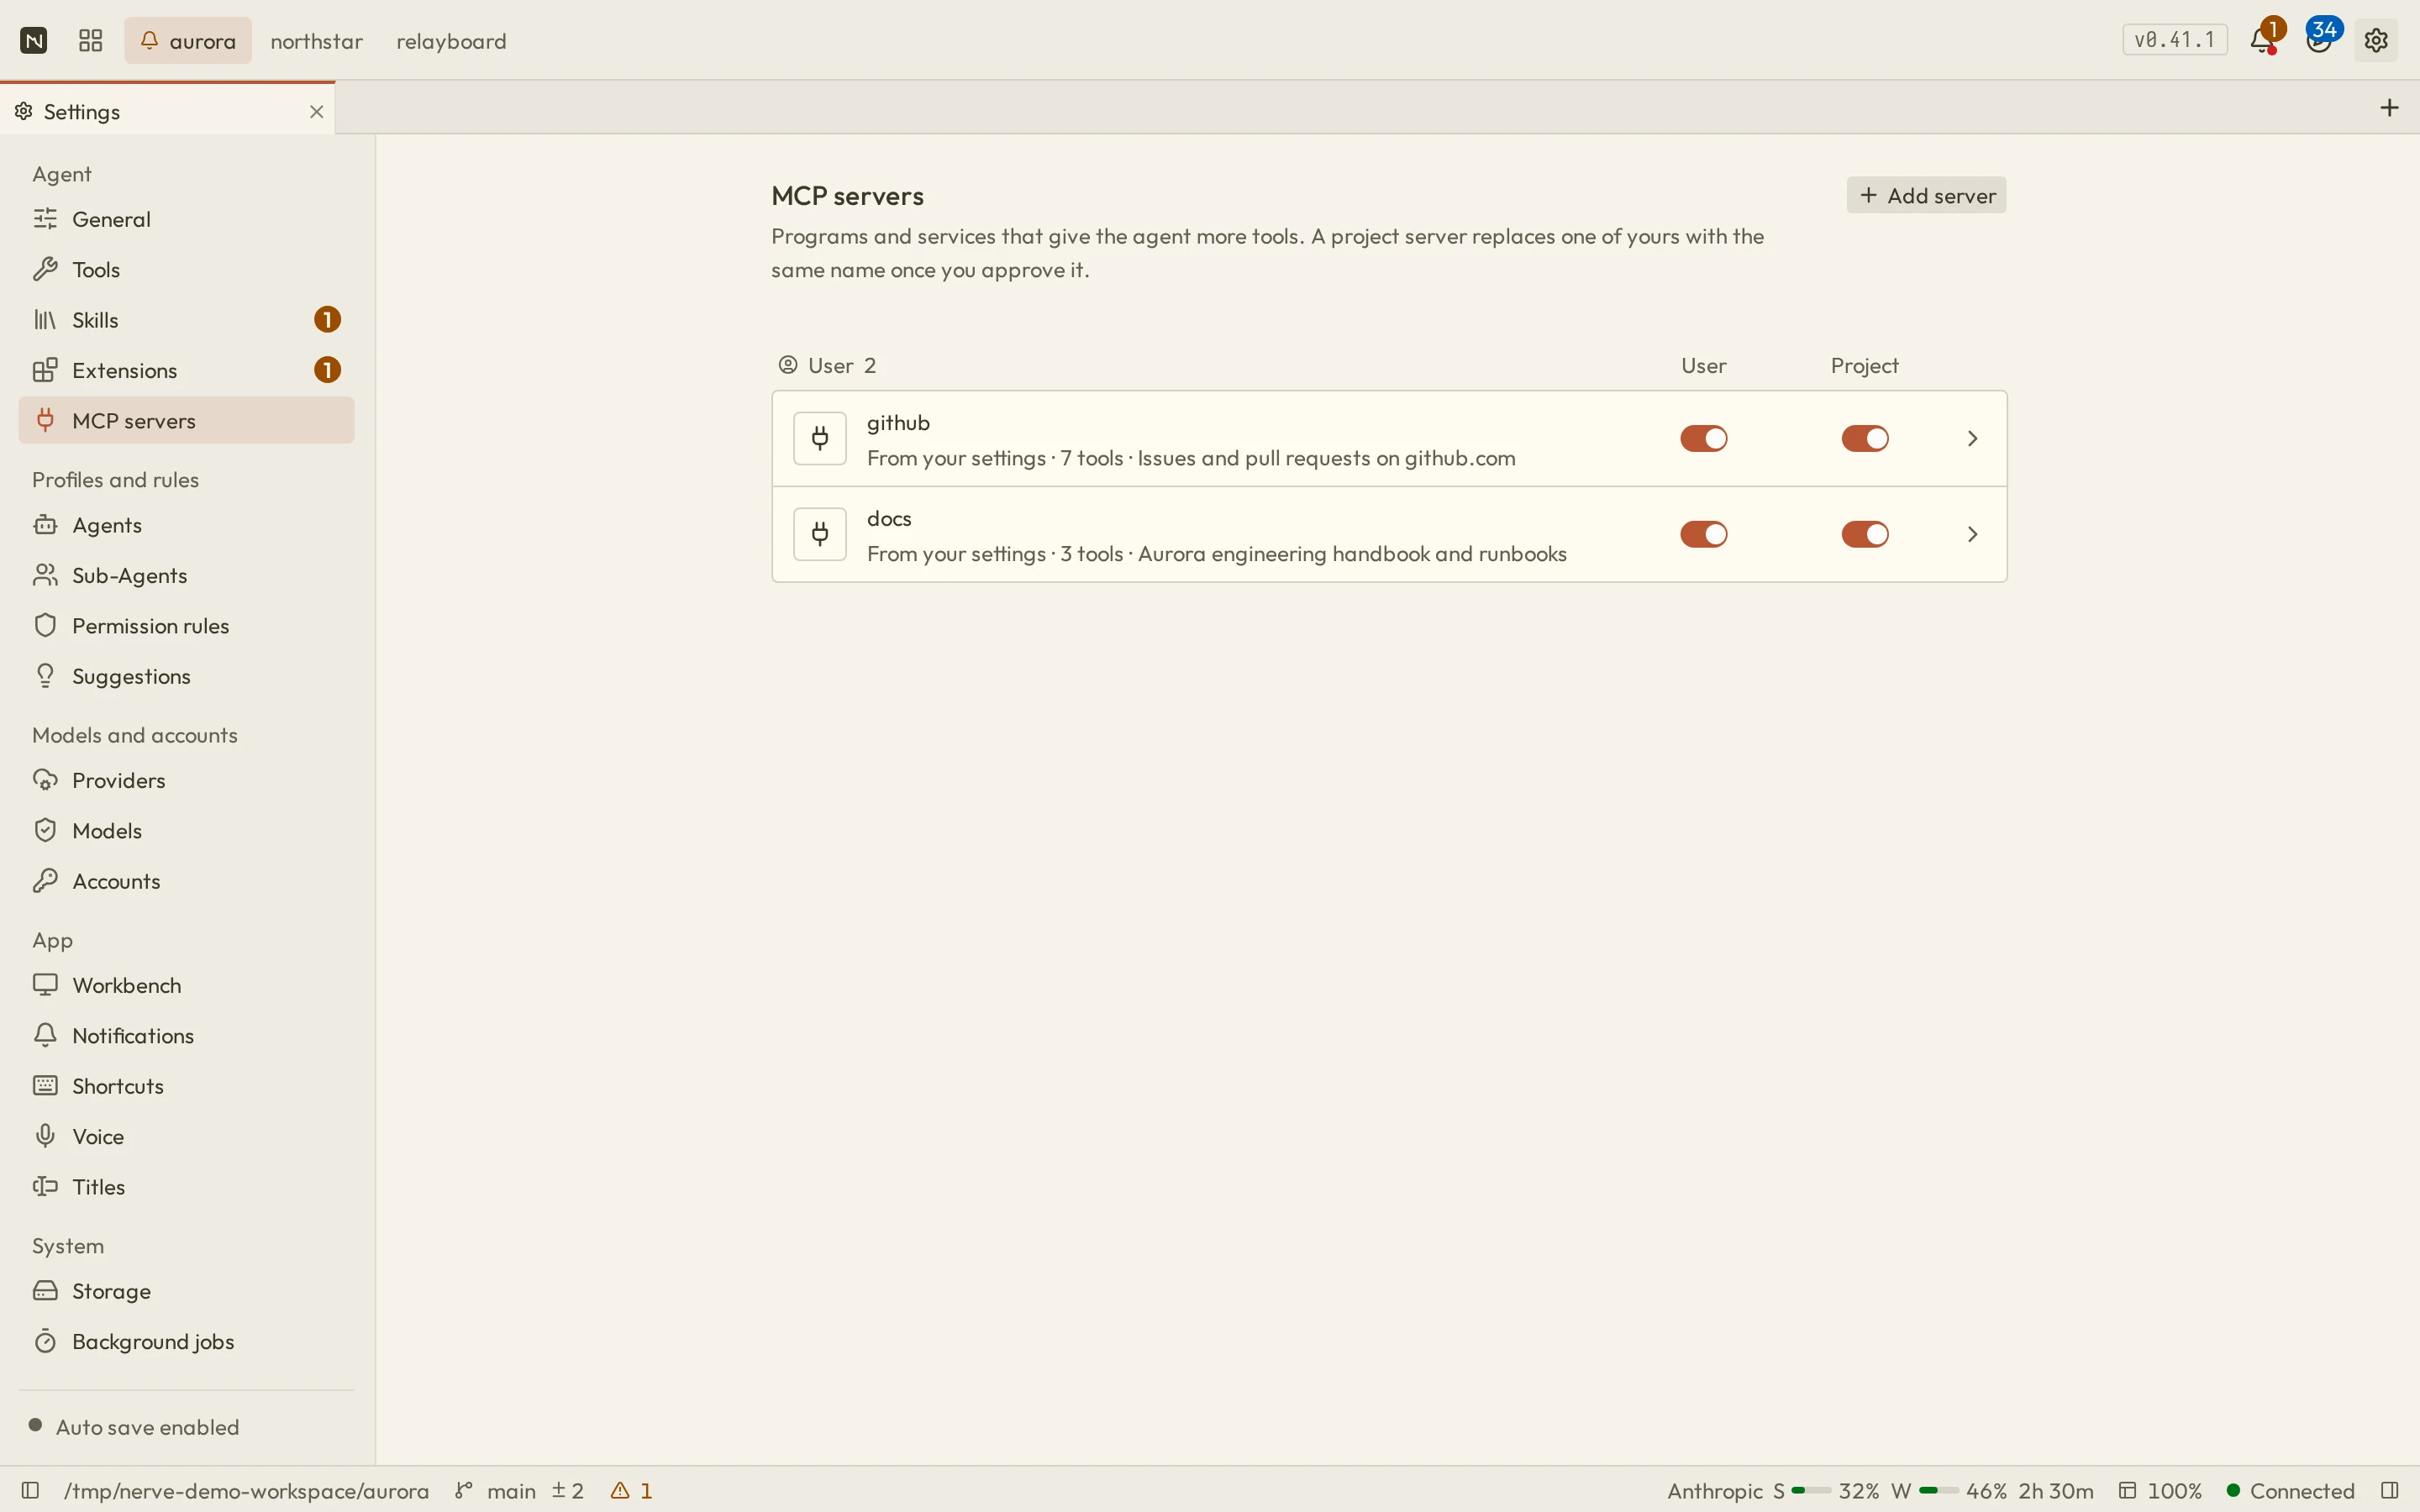 aurora
northstar
relayboard
v0.41.1
1
34
Settings
Agent
General
Tools
Skills 1
Extensions 1
MCP servers
Profiles and rules
Agents
Sub-Agents
Permission rules
Suggestions
Models and accounts
Providers
Models
Accounts
App
Workbench
Notifications
Shortcuts
Voice
Titles
System
Storage
Background jobs
Auto save enabled
MCP servers
Add server
Programs and services that give the agent more tools. A project server replaces one of yours with the
same name once you approve it.
User 2
User
Project
github
From your settings · 7 tools · Issues and pull requests on github.com
docs
From your settings · 3 tools · Aurora engineering handbook and runbooks
/tmp/nerve-demo-workspace/aurora main ±2 1
Anthropic S 32% W 46% 2h 30m 100% Connected